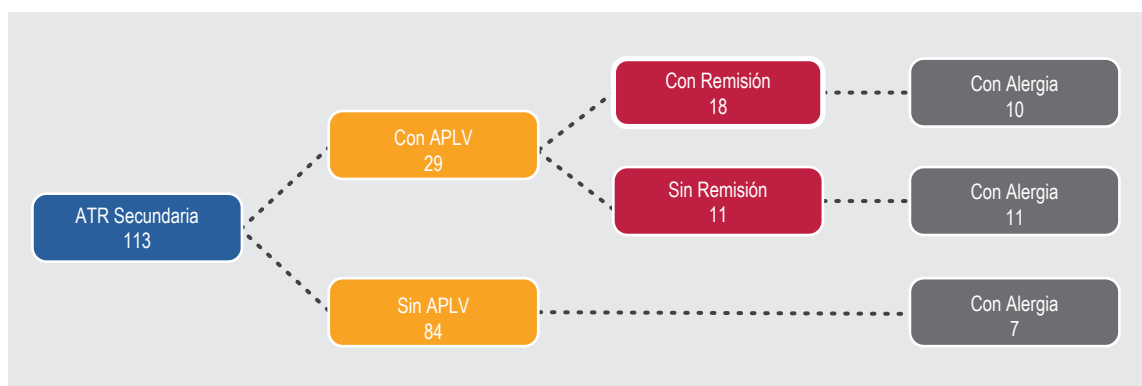 ATR Secundaria
113
Con APLV
29
Sin APLV
84
Con Remisión
18
Sin Remisión
11
Con Alergia
10
Con Alergia
11
Con Alergia
7